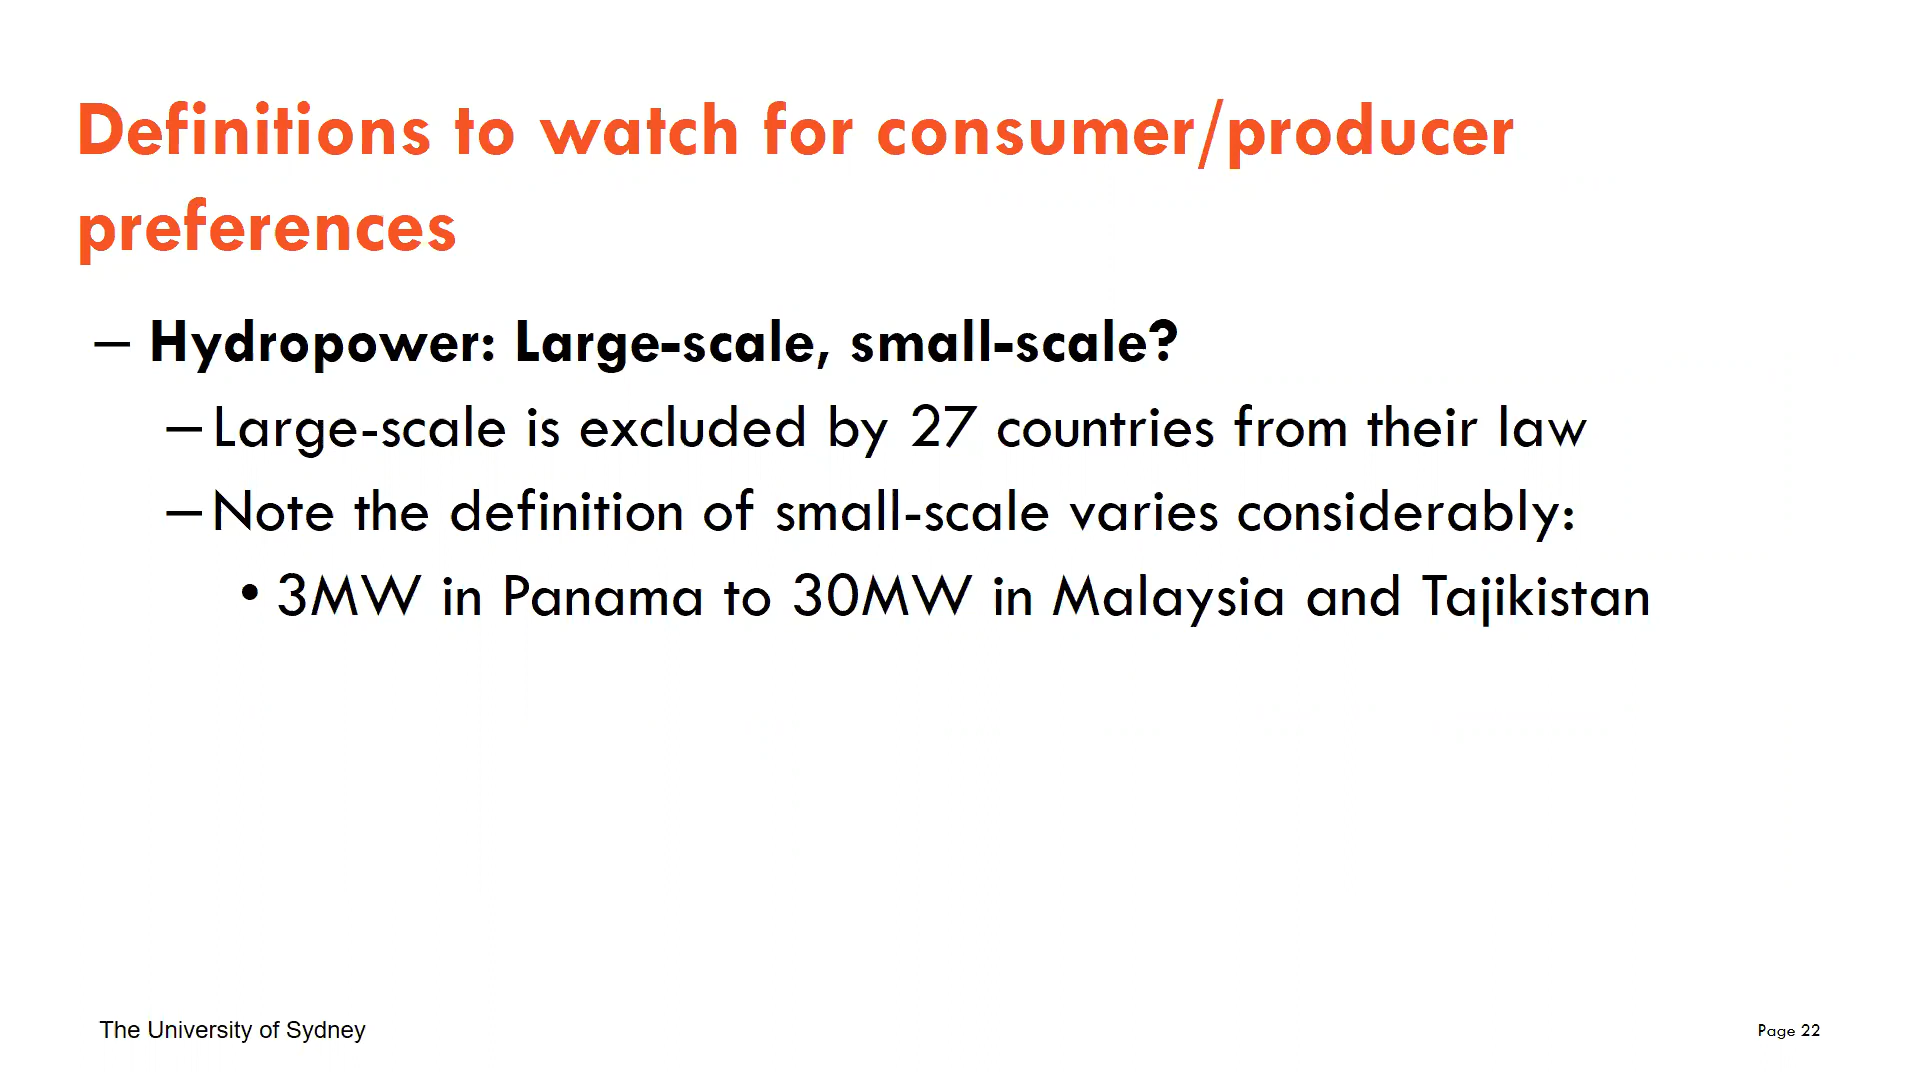 Definitions to watch for consumer/producer
preferences
– Hydropower: Large-scale, small-scale?
– Large-scale is excluded by 27 countries from their law
– Note the definition of small-scale varies considerably:
• 3MW in Panama to 30MW in Malaysia and Tajikistan
The University of Sydney
Page 22